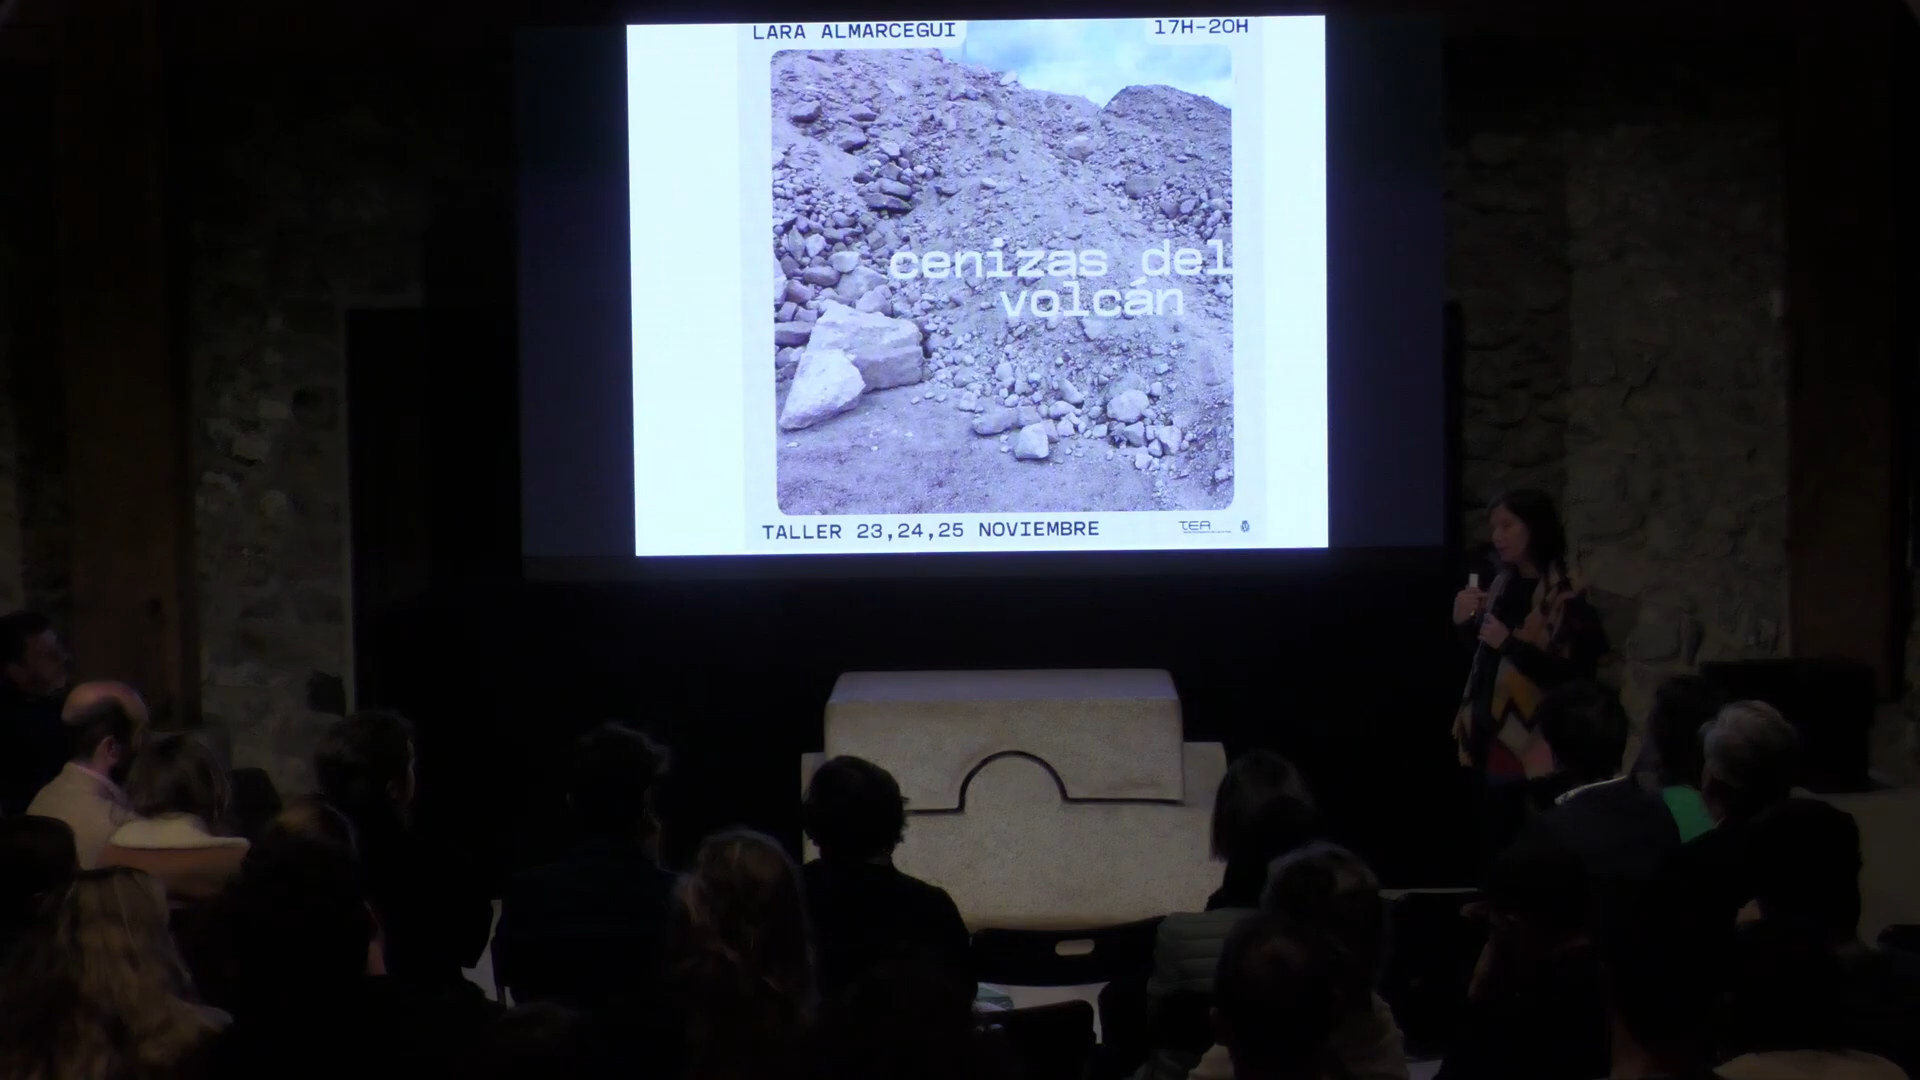 LARA ALMARCEGUI
17H-20H
cenizas del
volcán
TALLER 23,24,25 NOVIEMBRE
TEA